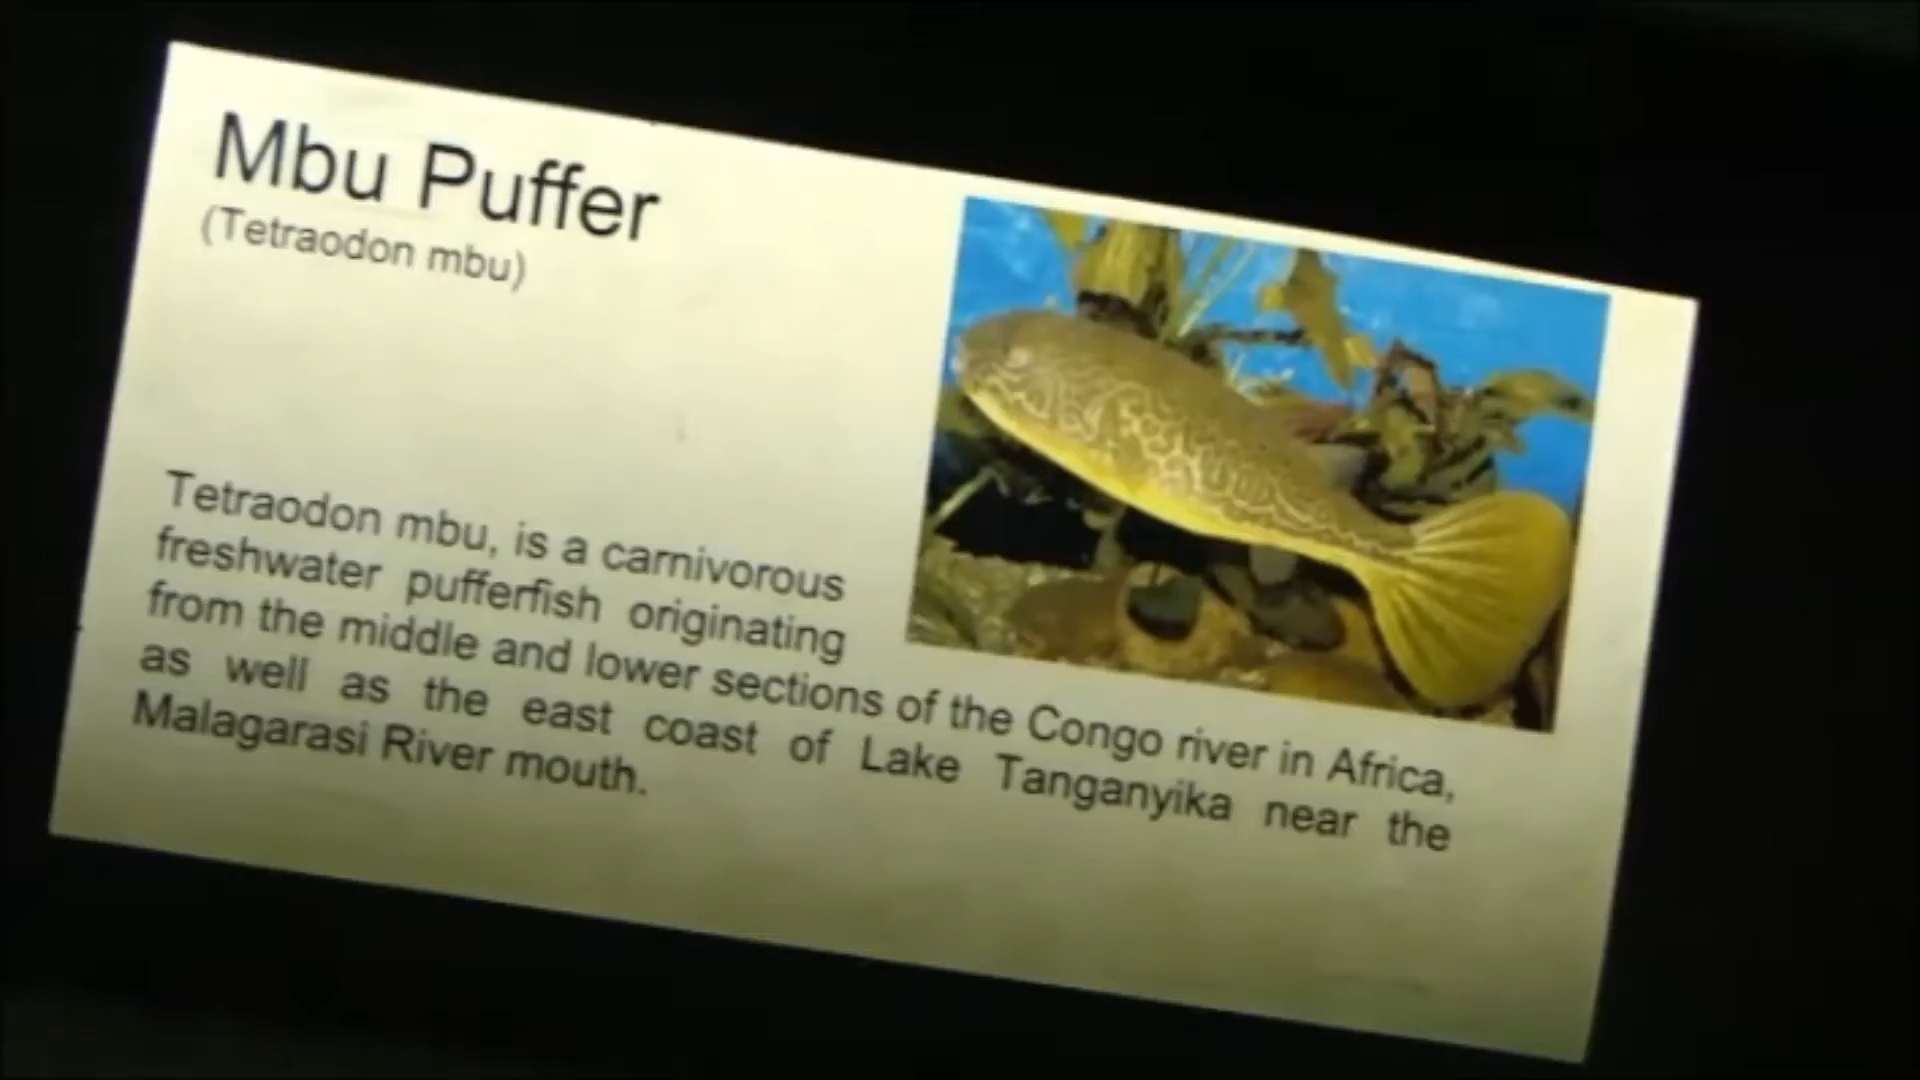 Mbu Puffer
(Tetraodon mbu)
Tetraodon mbu, is a carnivorous
freshwater pufferfish originating
from the middle and lower sections of the Congo river in Africa,
as well as the east coast of Lake Tanganyika near the
Malagarasi River mouth.